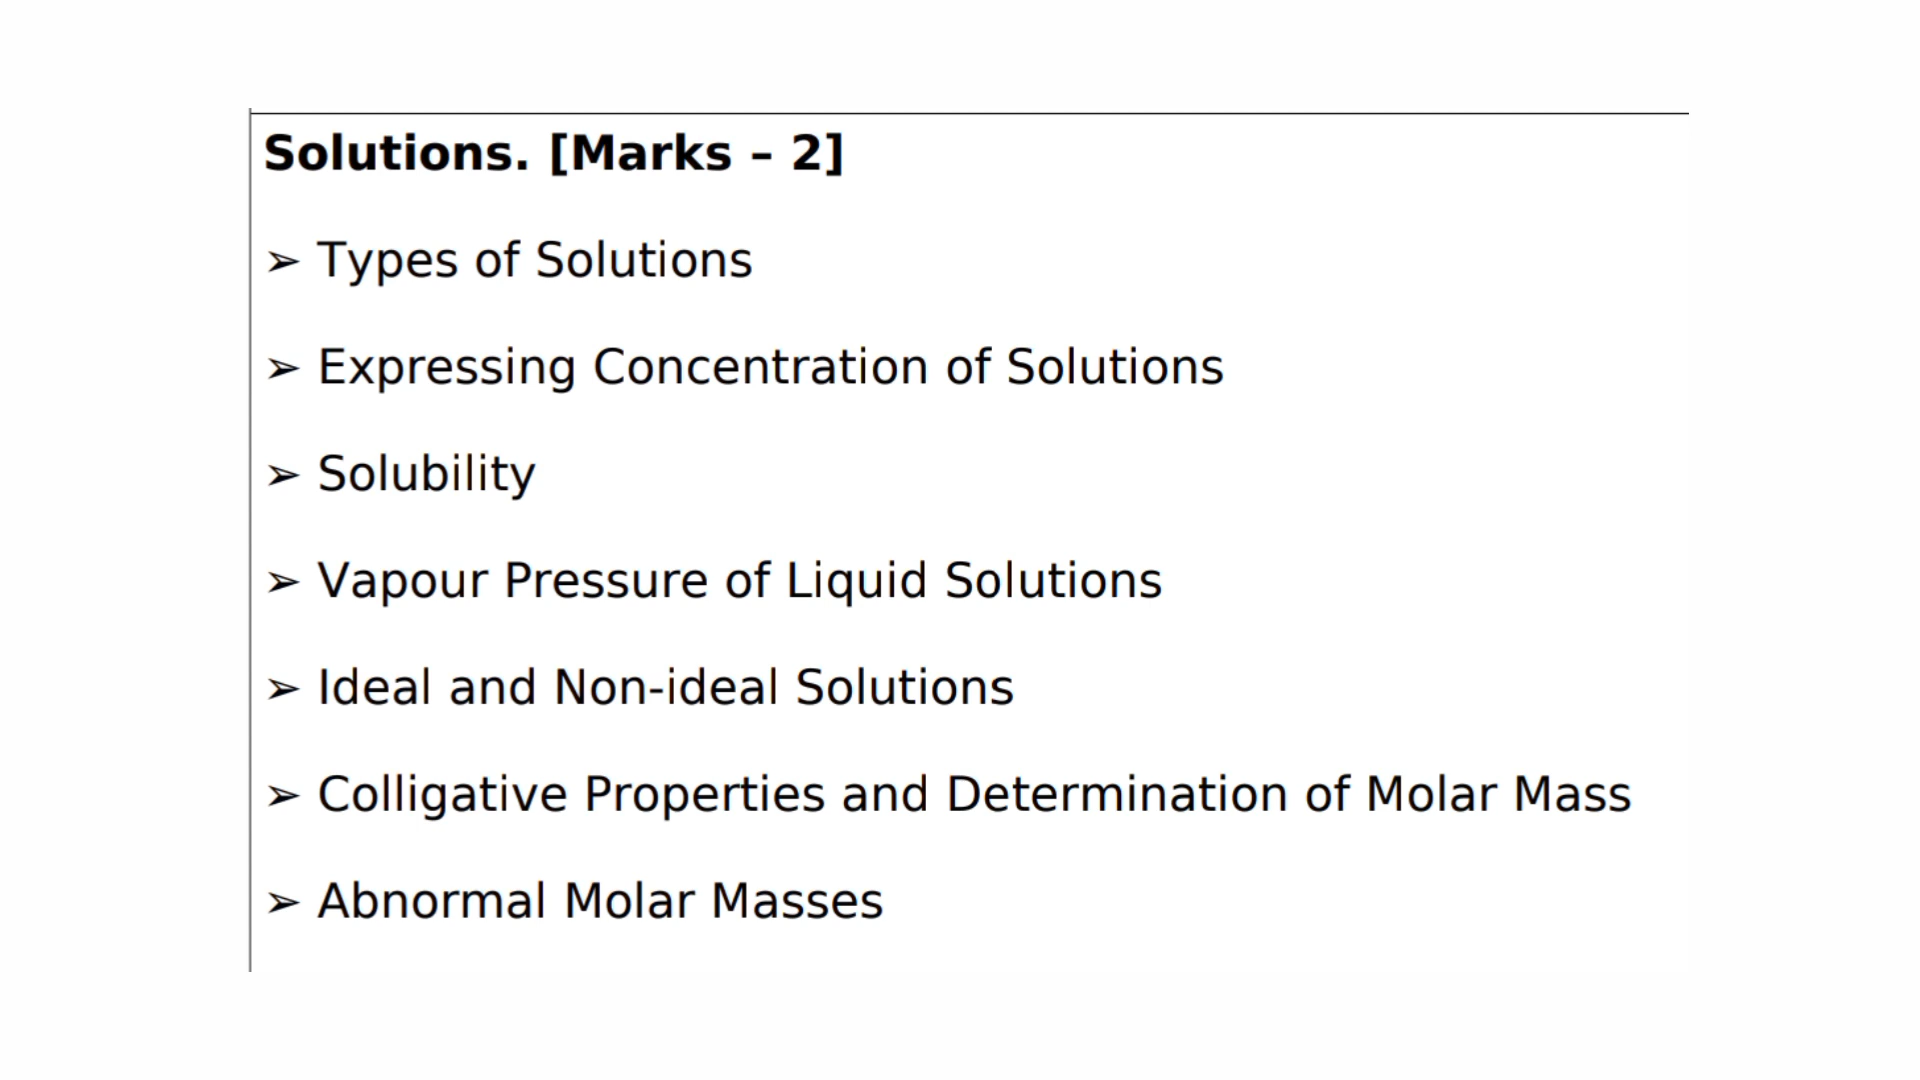 Solutions. [Marks – 2]
➢ Types of Solutions
➢ Expressing Concentration of Solutions
➢ Solubility
➢ Vapour Pressure of Liquid Solutions
➢ Ideal and Non-ideal Solutions
➢ Colligative Properties and Determination of Molar Mass
➢ Abnormal Molar Masses